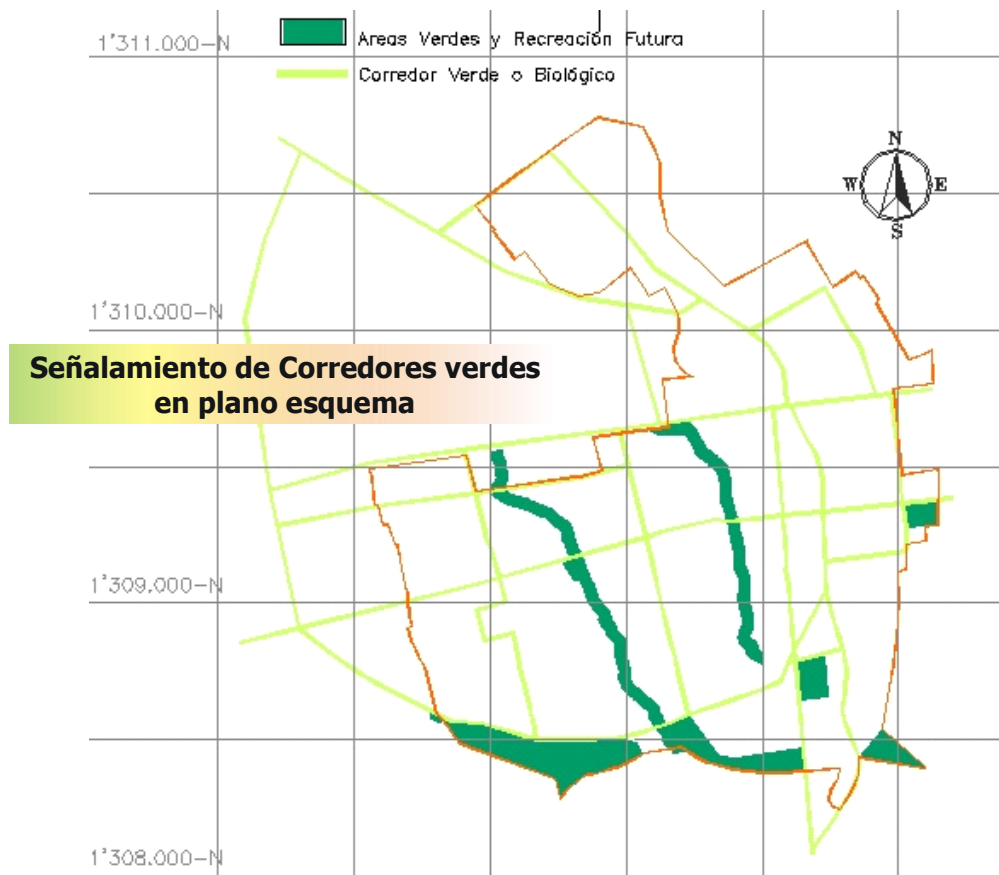 1°311.000-N
Areas Verdes y Recreación Futura
Corredor Verde o Biológico
N
W
E
S
1°310.000-N
Señalamiento de Corredores verdes
en plano esquema
1°309.000-N
1°308.000-N